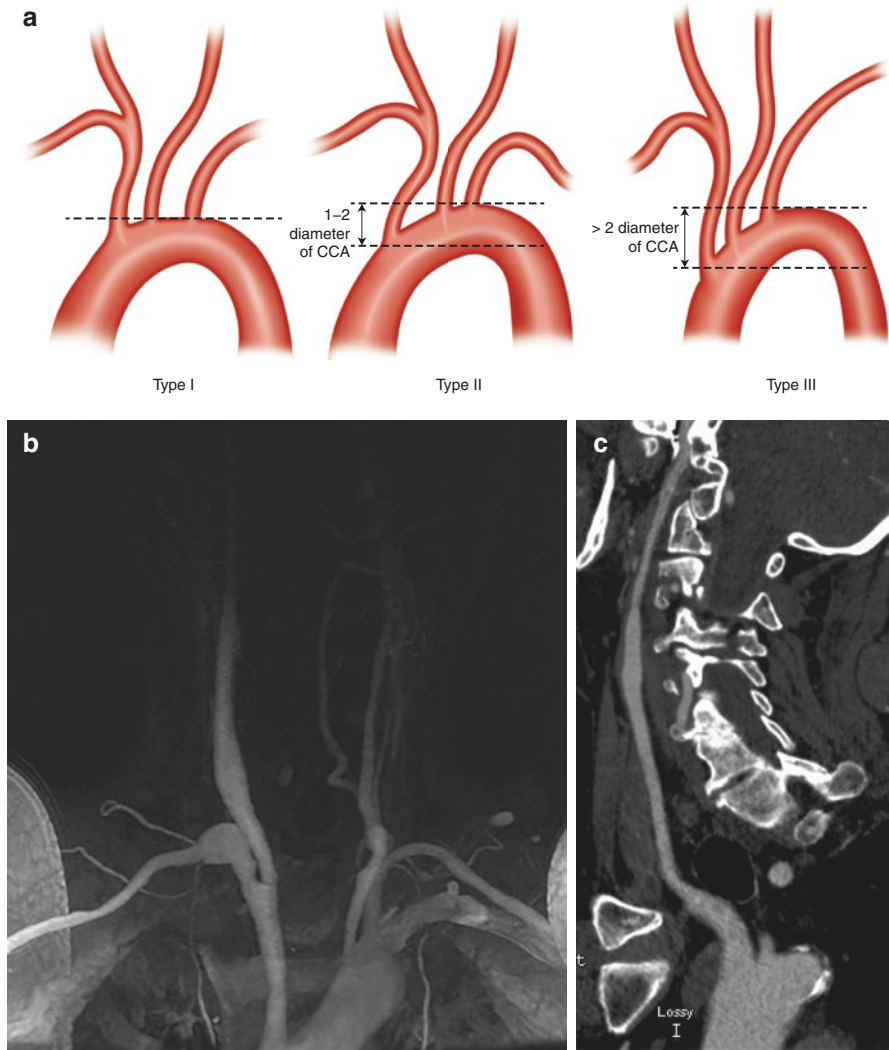 a
1–2
diameter
of CCA
> 2 diameter
of CCA
Type I
Type II
Type III
b
c
t
Lossy
I